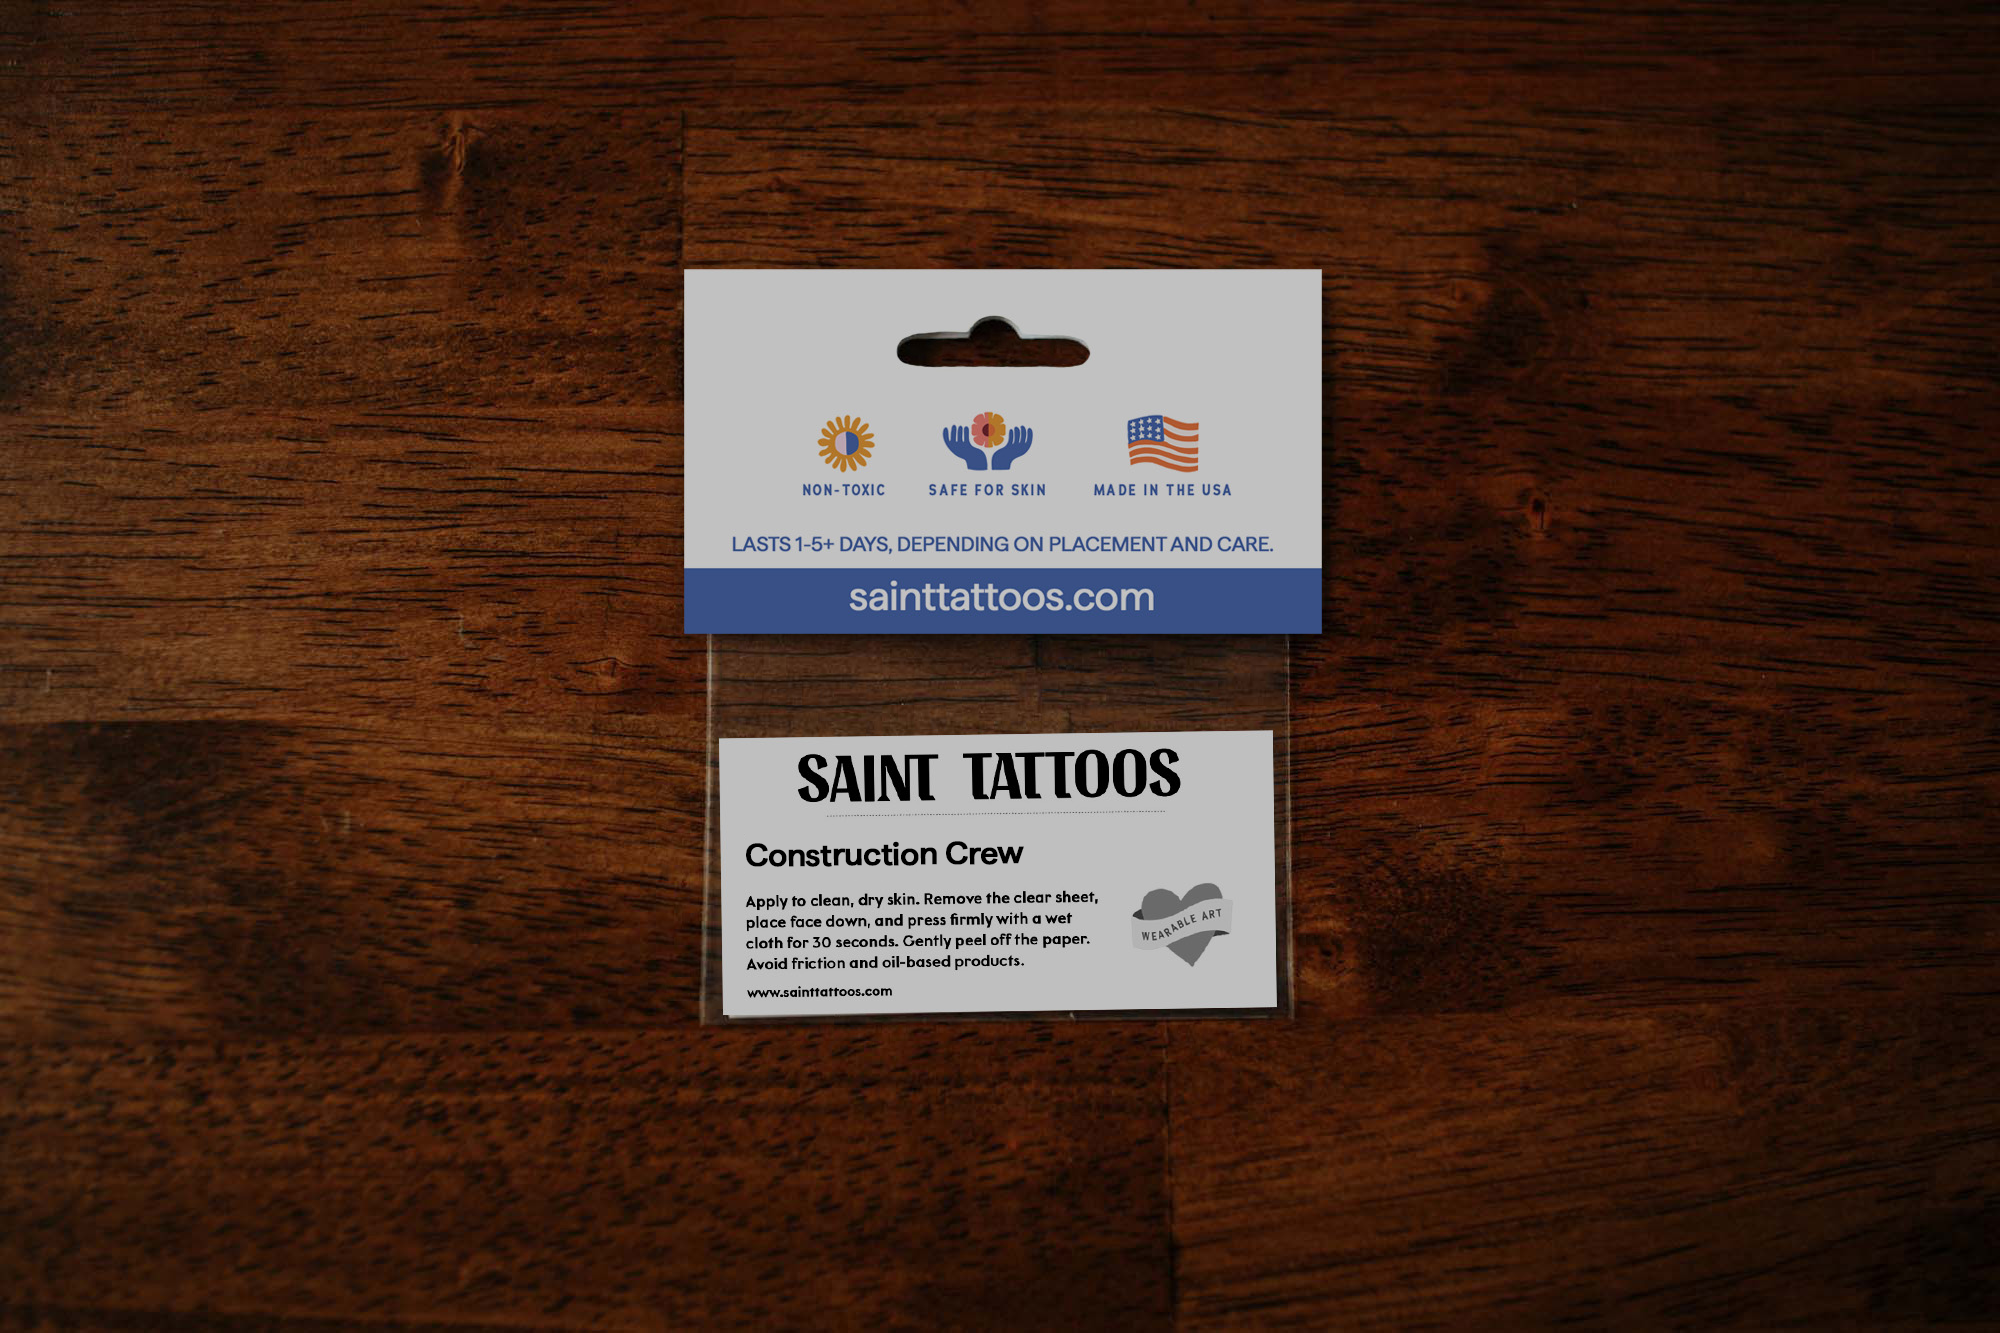 NON-TOXIC SAFE FOR SKIN MADE IN THE USA
LASTS 1-5+ DAYS, DEPENDING ON PLACEMENT AND CARE.
sainttattoos.com
SAINT TATTOOS
Construction Crew
Apply to clean, dry skin. Remove the clear sheet,
place face down, and press firmly with a wet
cloth for 30 seconds. Gently peel off the paper.
Avoid friction and oil-based products.
WEARABLE ART
www.sainttattoos.com